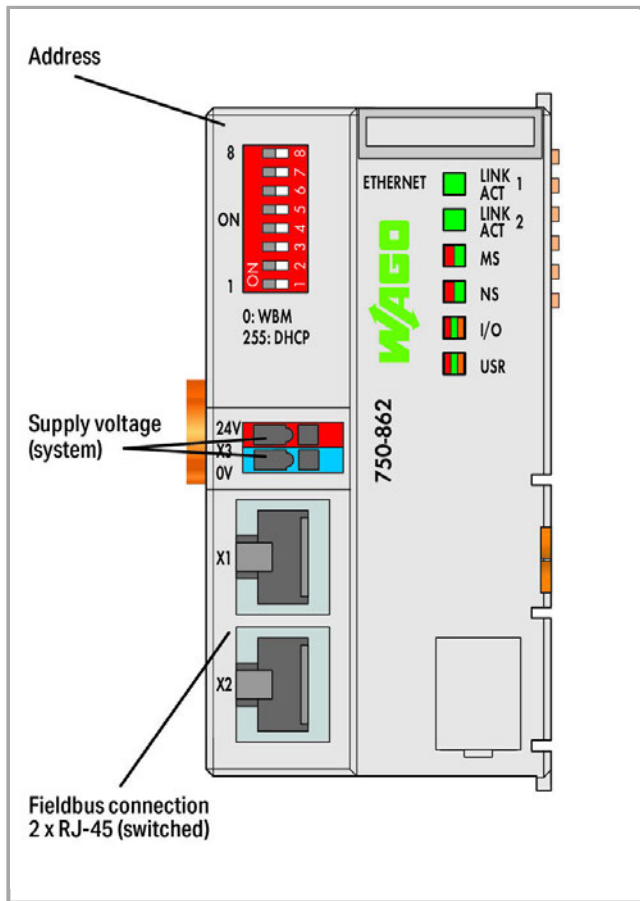 Address
8
ON
1
8
7
6
5
4
3
2
1
ON
0: WBM
255: DHCP
ETHERNET
LINK
ACT 1
LINK
ACT 2
MS
NS
I/O
USR
WAGO
750-862
Supply voltage
(system)
24V
X3
0V
X1
X2
Fieldbus connection
2 x RJ-45 (switched)